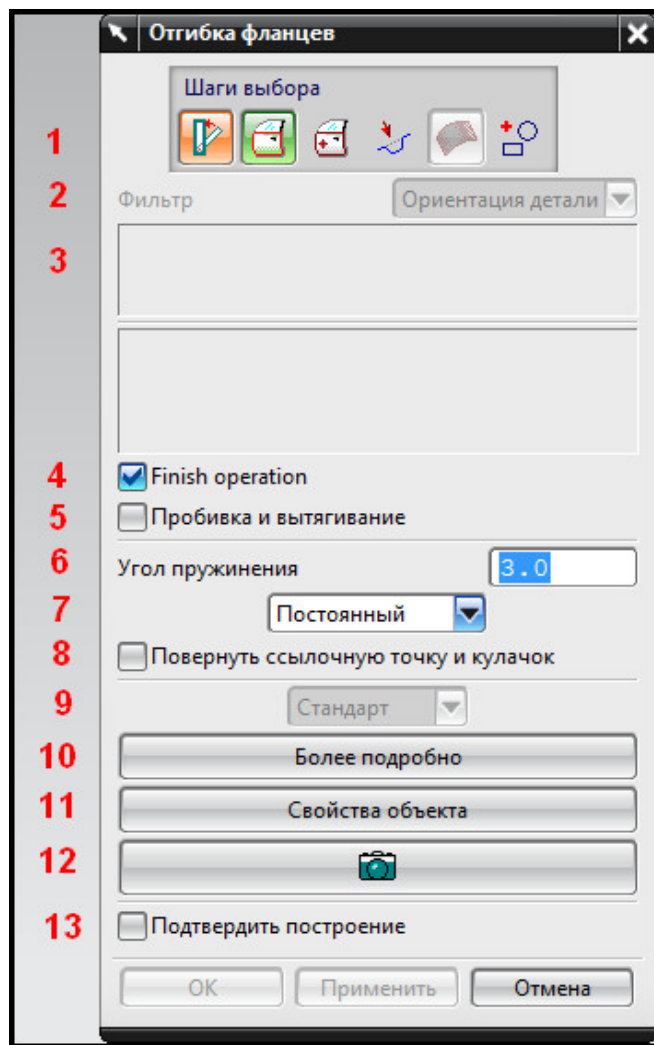 Отгибка фланцев
Шаги выбора
1
2 Фильтр Ориентация детали
3
4 Finish operation
5 Пробивка и вытягивание
6 Угол пружинения 3.0
7 Постоянный
8 Повернуть ссылочную точку и кулачок
9 Стандарт
10 Более подробно
11 Свойства объекта
12
13 Подтвердить построение
ОК Применить Отмена